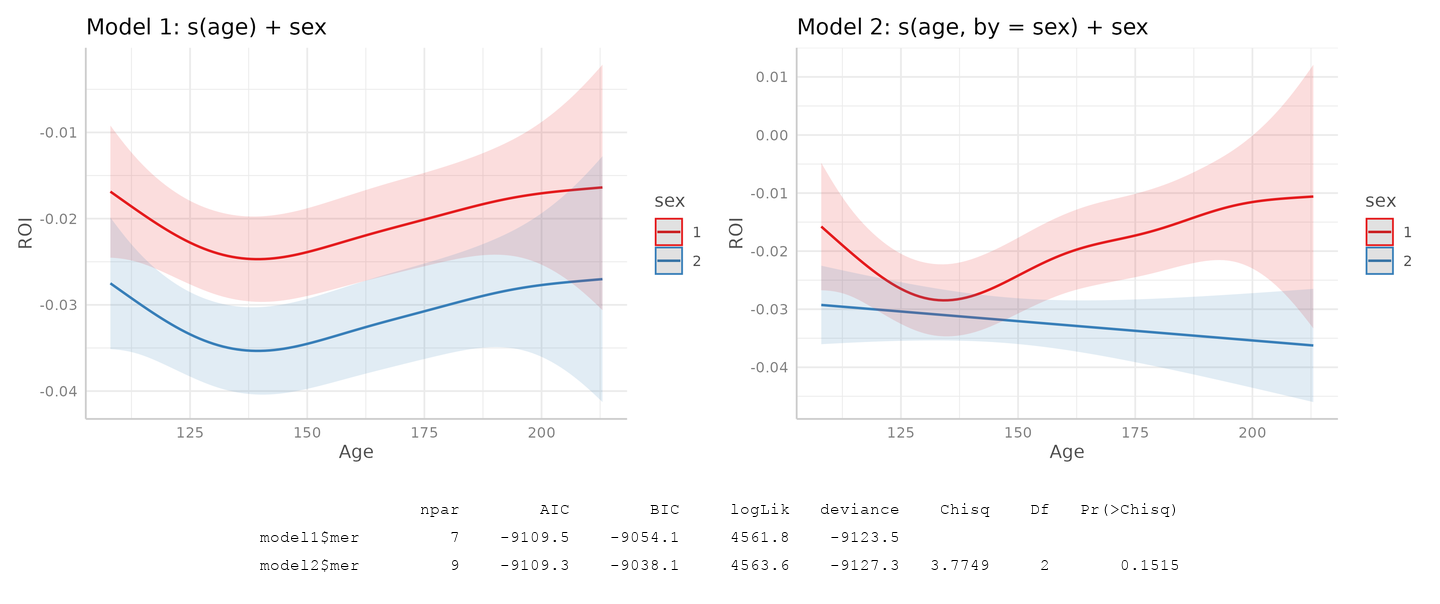 Model 1: s(age) + sex
-0.01
-0.02
-0.03
-0.04
ROI
125 150 175 200
Age
sex
1
2
Model 2: s(age, by = sex) + sex
0.01
0.00
-0.01
-0.02
-0.03
-0.04
ROI
125 150 175 200
Age
sex
1
2
npar AIC BIC logLik deviance Chisq Df Pr(>Chisq)
model1$mer 7 -9109.5 -9054.1 4561.8 -9123.5
model2$mer 9 -9109.3 -9038.1 4563.6 -9127.3 3.7749 2 0.1515